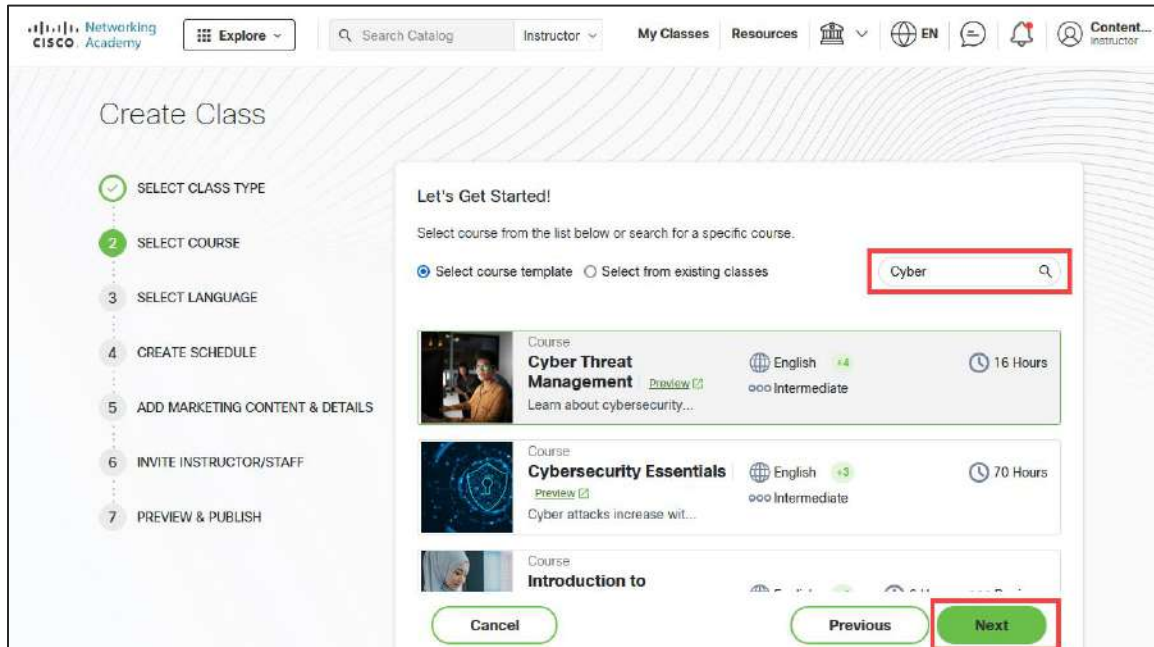 Networking
CISCO Academy
Explore
Search Catalog
Instructor
My Classes
Resources
EN
Content...
Instructor
Create Class
SELECT CLASS TYPE
2 SELECT COURSE
3 SELECT LANGUAGE
4 CREATE SCHEDULE
5 ADD MARKETING CONTENT & DETAILS
6 INVITE INSTRUCTOR/STAFF
7 PREVIEW & PUBLISH
Let's Get Started!
Select course from the list below or search for a specific course.
Select course template Select from existing classes
Cyber
Course
Cyber Threat
Management Preview
Learn about cybersecurity...
English +4
Intermediate
16 Hours
Course
Cybersecurity Essentials
Preview
Cyber attacks increase wit...
English +3
Intermediate
70 Hours
Course
Introduction to
Cancel
Previous
Next